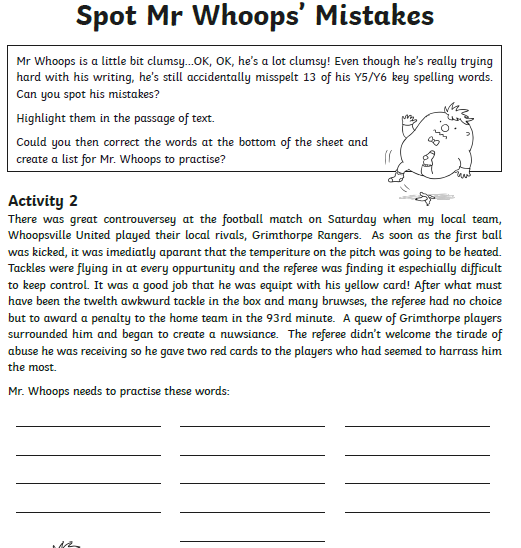 Spot Mr Whoops' Mistakes
Mr Whoops is a little bit clumsy...OK, OK, he's a lot clumsy! Even though he's really trying
hard with his writing, he's still accidentally misspelt 13 of his Y5/Y6 key spelling words.
Can you spot his mistakes?
Highlight them in the passage of text.
Could you then correct the words at the bottom of the sheet and
create a list for Mr. Whoops to practise?
Activity 2
There was great controuversey at the football match on Saturday when my local team,
Whoopsville United played their local rivals, Grimthorpe Rangers. As soon as the first ball
was kicked, it was imediatly aparant that the temperiture on the pitch was going to be heated.
Tackles were flying in at every oppurtunity and the referee was finding it espechially difficult
to keep control. It was a good job that he was equipt with his yellow card! After what must
have been the twelth awkwurd tackle in the box and many bruwses, the referee had no choice
but to award a penalty to the home team in the 93rd minute. A quew of Grimthorpe players
surrounded him and began to create a nuwsiance. The referee didn't welcome the tirade of
abuse he was receiving so he gave two red cards to the players who had seemed to harrass him
the most.
Mr. Whoops needs to practise these words: